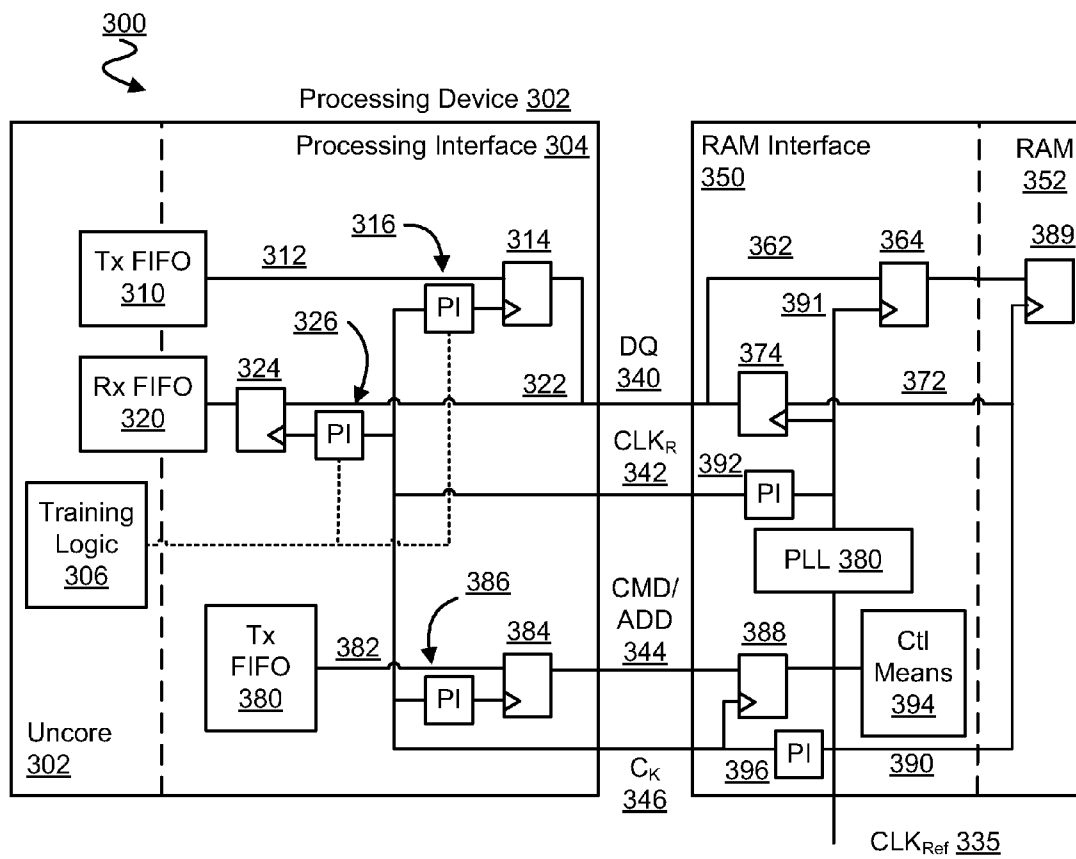 300
Processing Device 302
Processing Interface 304
RAM Interface
350
RAM
352
316
314
362
364
389
Tx FIFO
310
312
PI
391
326
DQ
340
374
372
Rx FIFO
320
324
322
PI
CLKR
342
392
PI
Training
Logic
306
PLL 380
386
CMD/
ADD
344
Tx
FIFO
380
382
384
388
Ctl
Means
394
PI
Uncore
302
PI
396
390
CK
346
CLKRef 335